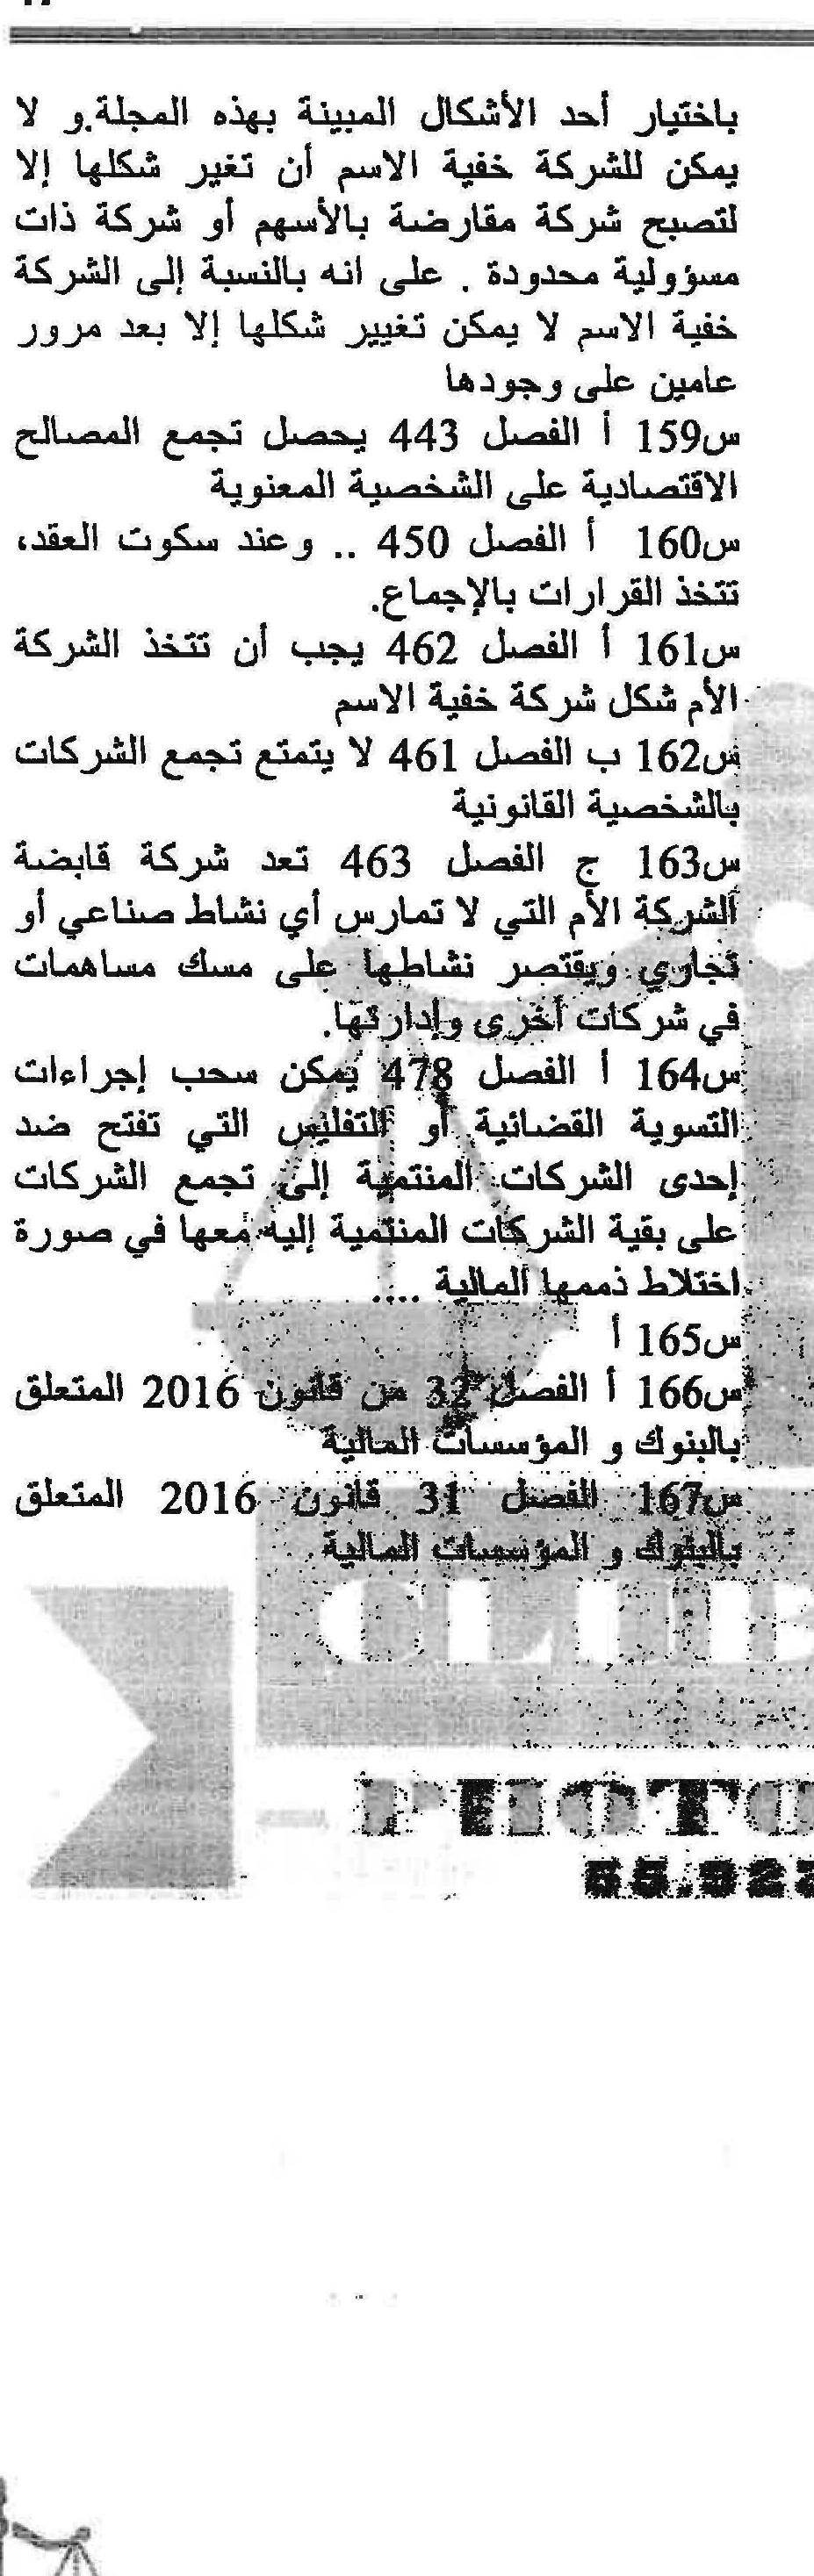 باختيار أحد الأشكال المبينة بهذه المجلة.و لا
يمكن للشركة خفية الاسم أن تغير شكلها إلا
لتصبح شركة مقارضة بالأسهم أو شركة ذات
مسؤولية محدودة . على انه بالنسبة إلى الشركة
خفية الاسم لا يمكن تغيير شكلها إلا بعد مرور
عامين على وجودها
س159 أ الفصل 443 يحصل تجمع المصالح
الاقتصادية على الشخصية المعنوية
س160 أ الفصل 450 .. وعند سكوت العقد،
تتخذ القرارات بالإجماع.
س161 أ الفصل 462 يجب أن تتخذ الشركة
الأم شكل شركة خفية الاسم
س162 ب الفصل 461 لا يتمتع تجمع الشركات
بالشخصية القانونية
س163 ج الفصل 463 تعد شركة قابضة
الشركة الأم التي لا تمارس أي نشاط صناعي أو
تجاري ويقتصر نشاطها على مسك مساهمات
في شركات أخرى وإدارتها.
س164 أ الفصل 478 يمكن سحب إجراءات
التسوية القضائية أو التفليس التي تفتح ضد
إحدى الشركات المنتمية إلى تجمع الشركات
على بقية الشركات المنتمية إليه معها في صورة
اختلاط ذممها المالية ....
س165 أ
س166 أ الفصل 32 من قانون 2016 المتعلق
بالبنوك و المؤسسات المالية
س167 الفصل 31 قانون 2016 المتعلق
بالبنوك و المؤسسات المالية
CLUB
PHOTO
55.922